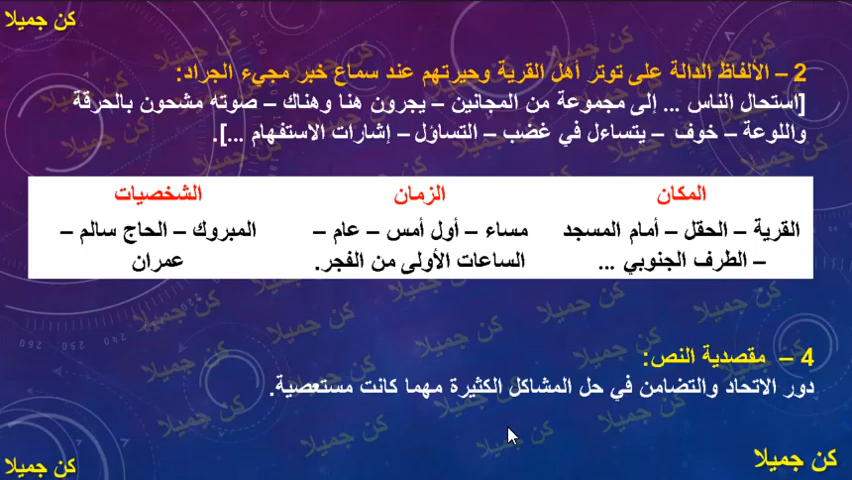 كن جميلا
2 – الألفاظ الدالة على توتر أهل القرية وحيرتهم عند سماع خبر مجيء الجراد:
[استحال الناس ... إلى مجموعة من المجانين – يجرون هنا وهناك – صوته مشحون بالحرقة
واللوعة – خوف – يتساءل في غضب – التساؤل – إشارات الاستفهام ...].
المكان
الزمان
الشخصيات
القرية – الحقل – أمام المسجد
– الطرف الجنوبي ...
مساء – أول أمس – عام –
الساعات الأولى من الفجر.
المبروك – الحاج سالم –
عمران
4 – مقصدية النص:
دور الاتحاد والتضامن في حل المشاكل الكثيرة مهما كانت مستعصية.
كن جميلا
كن جميلا